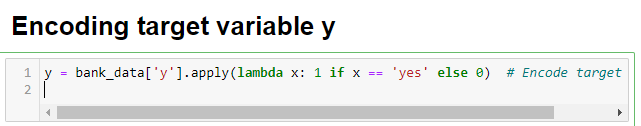 Encoding target variable y
1 y = bank_data['y'].apply(lambda x: 1 if x == 'yes' else 0)  # Encode target
2